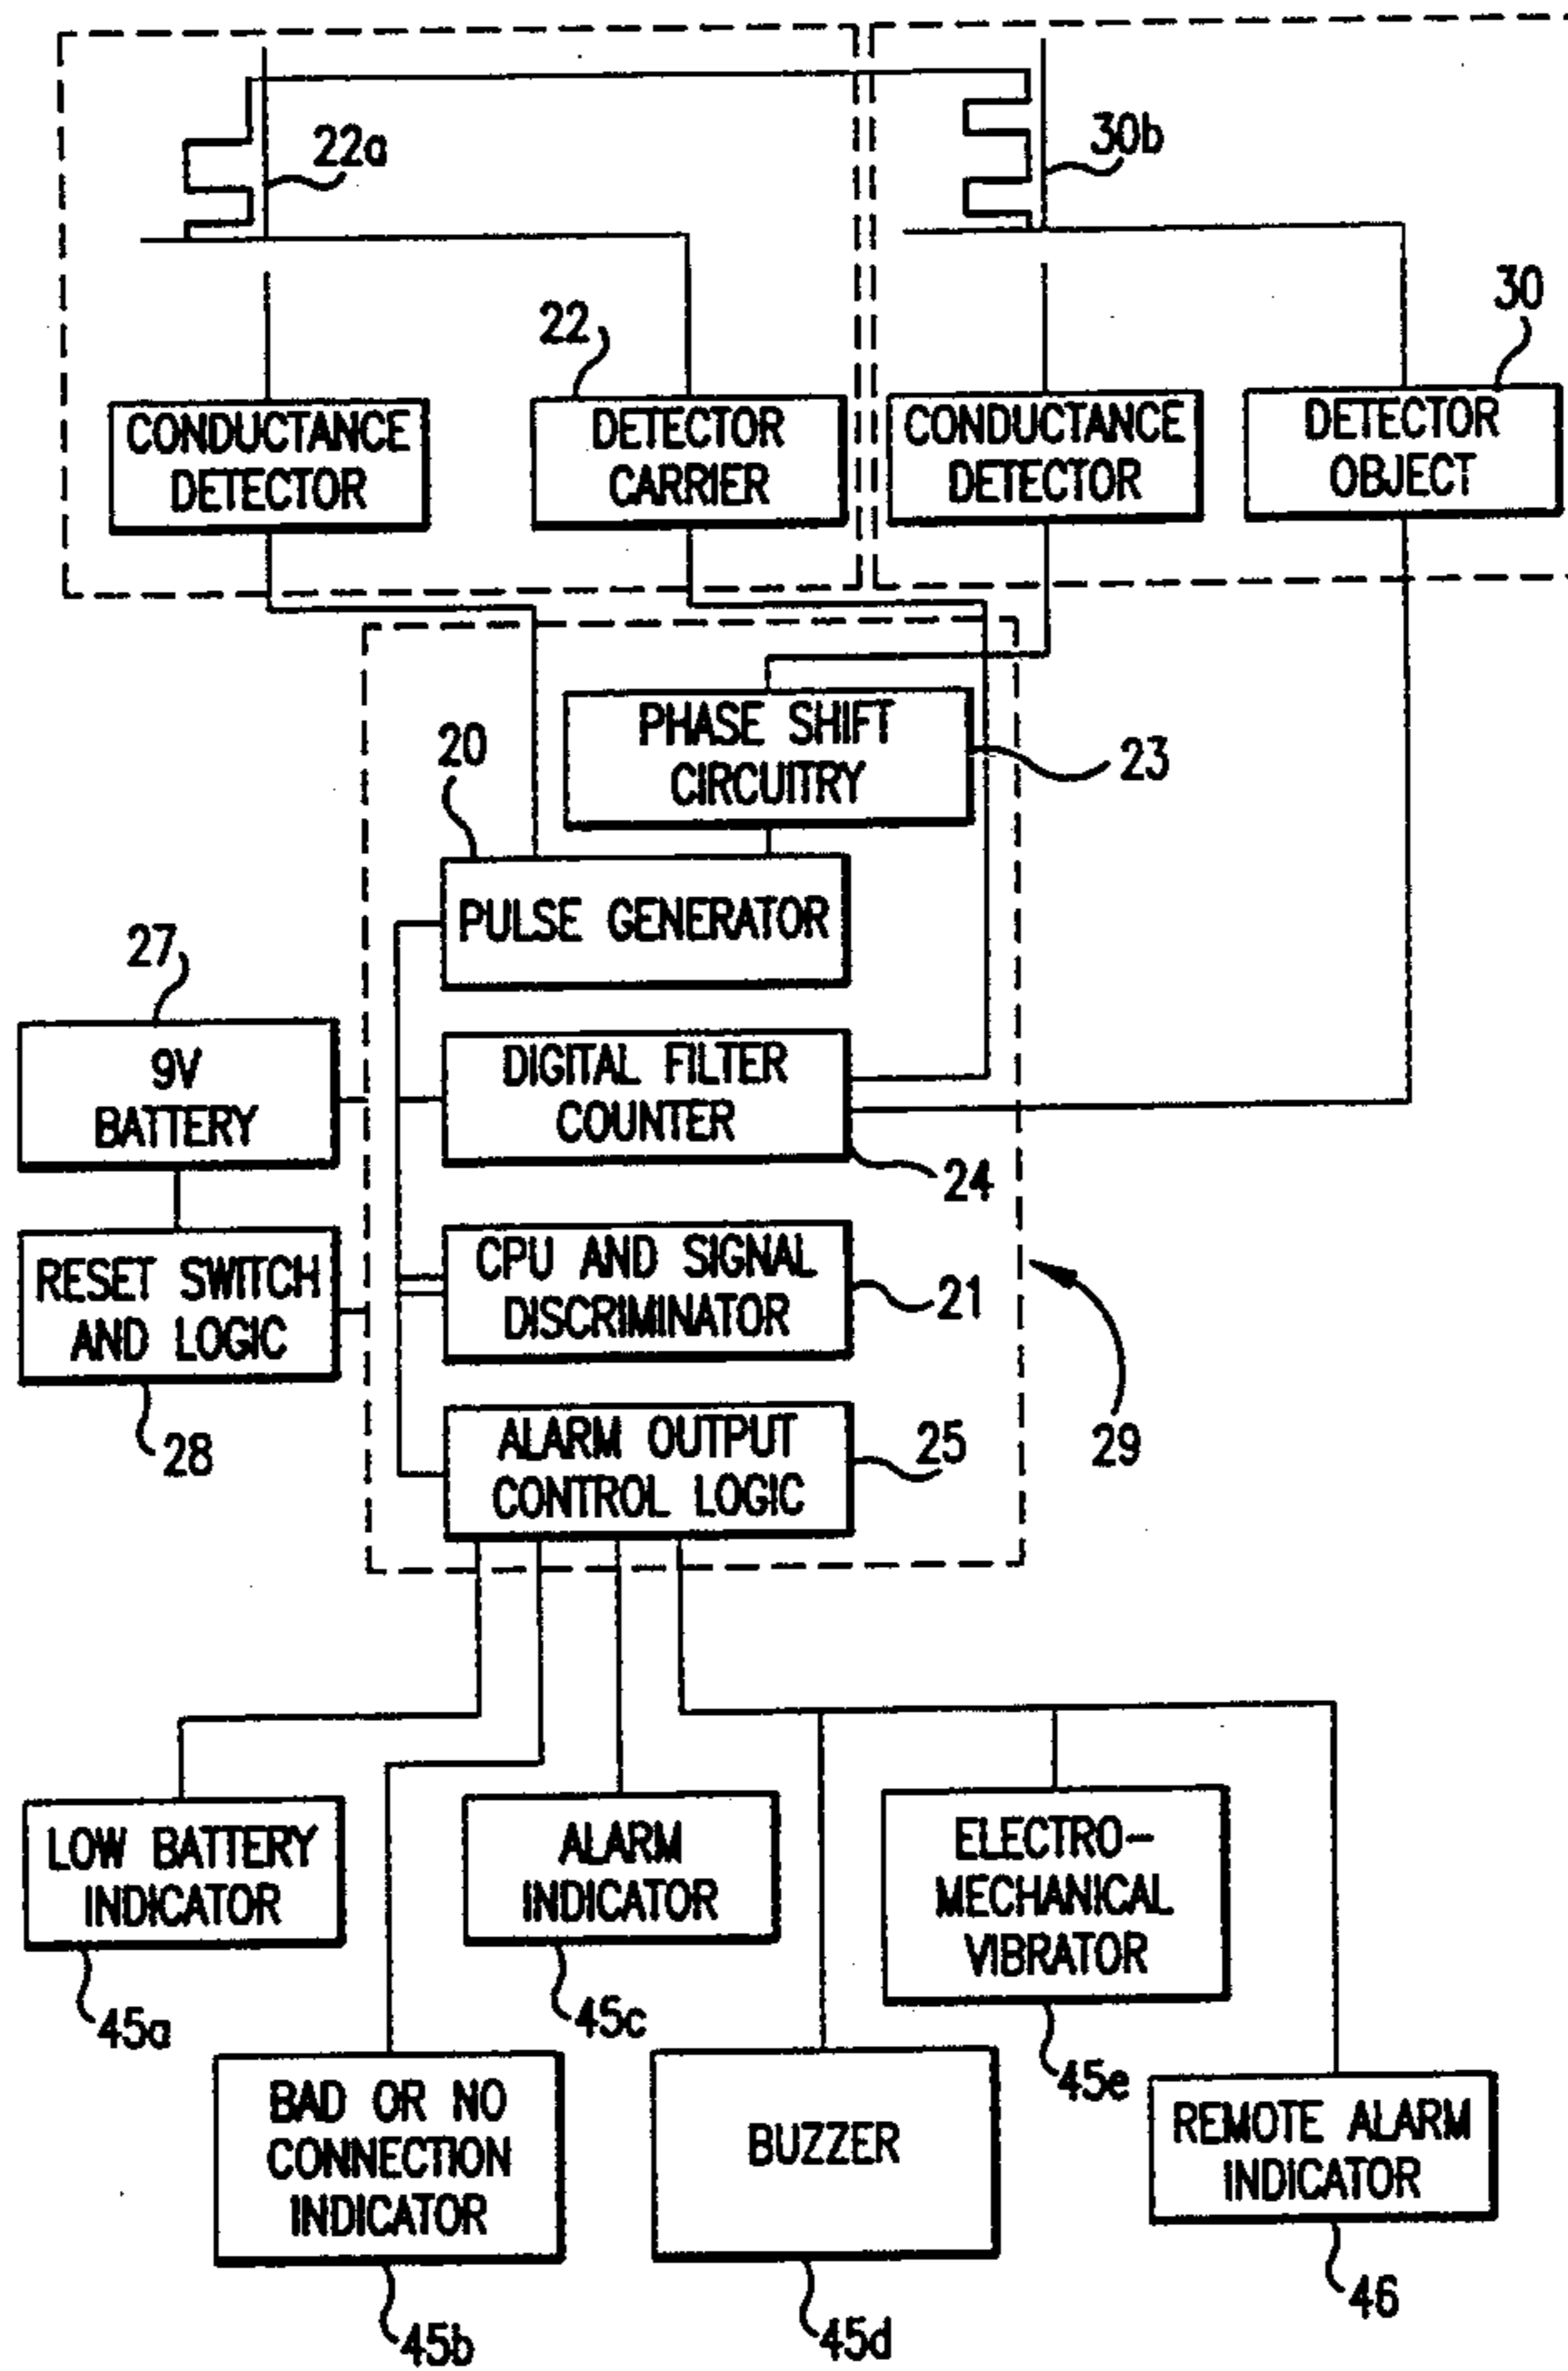 22a
30b
22
30
CONDUCTANCE
DETECTOR
DETECTOR
CARRIER
CONDUCTANCE
DETECTOR
DETECTOR
OBJECT
PHASE SHIFT
CIRCUITRY
23
20
PULSE GENERATOR
27
9V
BATTERY
DIGITAL FILTER
COUNTER
24
RESET SWITCH
AND LOGIC
28
CPU AND SIGNAL
DISCRIMINATOR
21
29
ALARM OUTPUT
CONTROL LOGIC
25
LOW BATTERY
INDICATOR
45a
ALARM
INDICATOR
45c
ELECTRO-
MECHANICAL
VIBRATOR
45e
BAD OR NO
CONNECTION
INDICATOR
45b
BUZZER
45d
REMOTE ALARM
INDICATOR
46